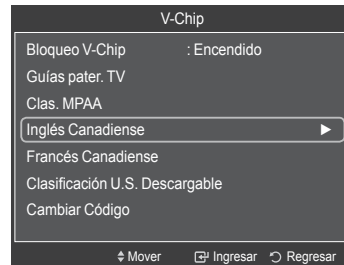 V-Chip
Bloqueo V-Chip : Encendido
Guías pater. TV
Clas. MPAA
Inglés Canadiense
Francés Canadiense
Clasificación U.S. Descargable
Cambiar Código
Mover Ingresar Regresar